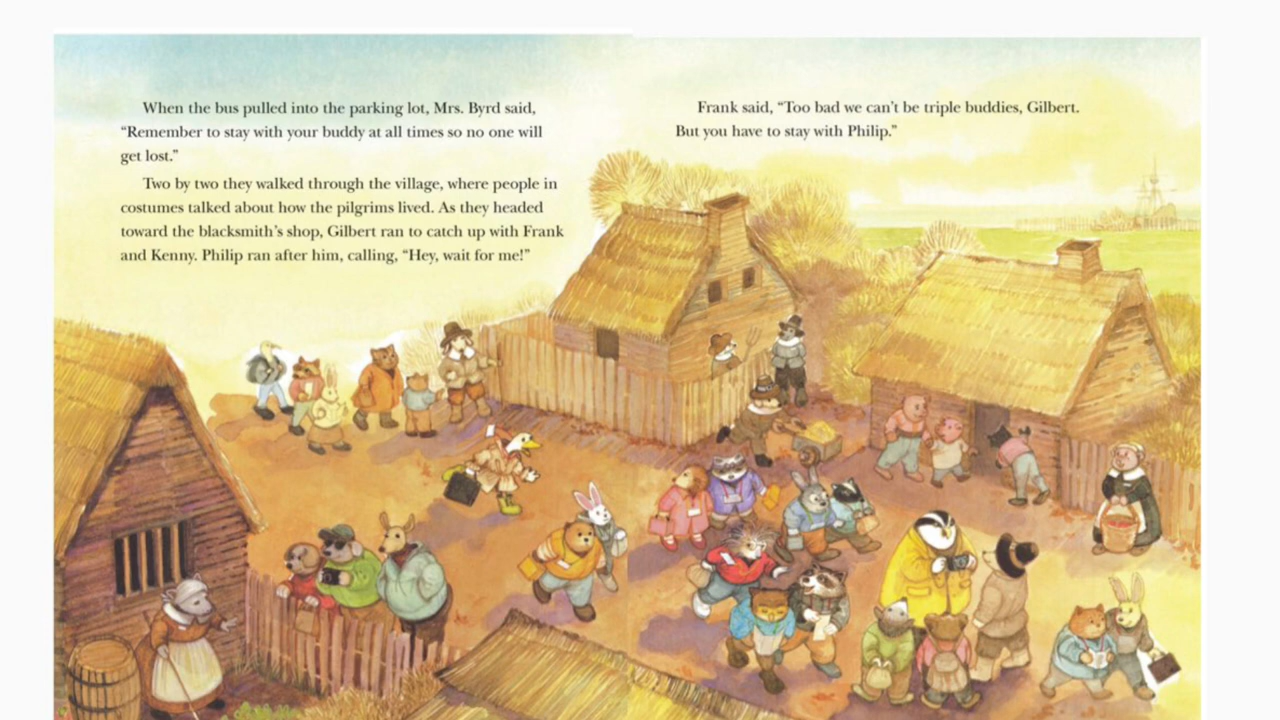 When the bus pulled into the parking lot, Mrs. Byrd said,
“Remember to stay with your buddy at all times so no one will
get lost.”
Two by two they walked through the village, where people in
costumes talked about how the pilgrims lived. As they headed
toward the blacksmith’s shop, Gilbert ran to catch up with Frank
and Kenny. Philip ran after him, calling, “Hey, wait for me!”
Frank said, “Too bad we can’t be triple buddies, Gilbert.
But you have to stay with Philip.”